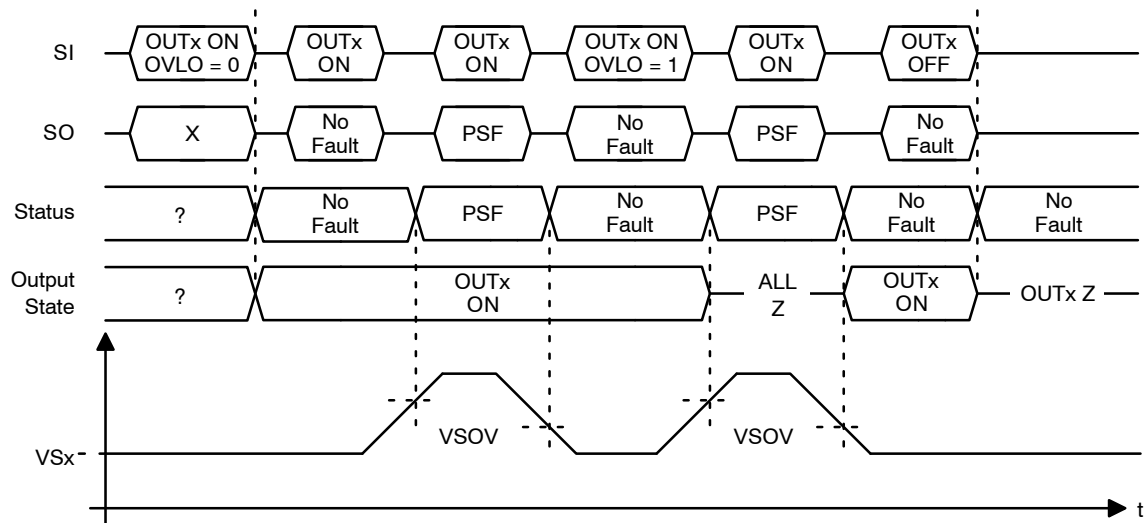 SI
OUTx ON
OVLO = 0
OUTx
ON
OUTx
ON
OUTx ON
OVLO = 1
OUTx
ON
OUTx
OFF
SO
X
No
Fault
PSF
No
Fault
PSF
No
Fault
Status
?
No
Fault
PSF
No
Fault
PSF
No
Fault
No
Fault
Output
State
?
OUTx
ON
ALL
Z
OUTx
ON
OUTx Z
VSx
VSOV
VSOV
t